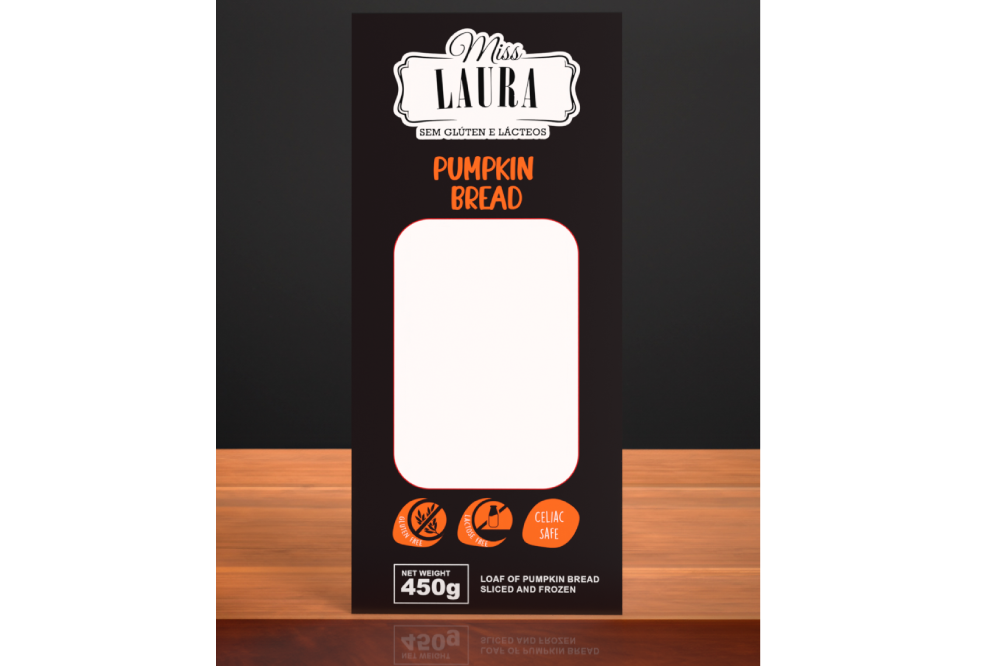 Miss
LAURA
SEM GLÚTEN E LÁCTEOS
PUMPKIN
BREAD
GLUTEN FREE
LACTOSE FREE
CELIAC
SAFE
NET WEIGHT
450g
LOAF OF PUMPKIN BREAD
SLICED AND FROZEN